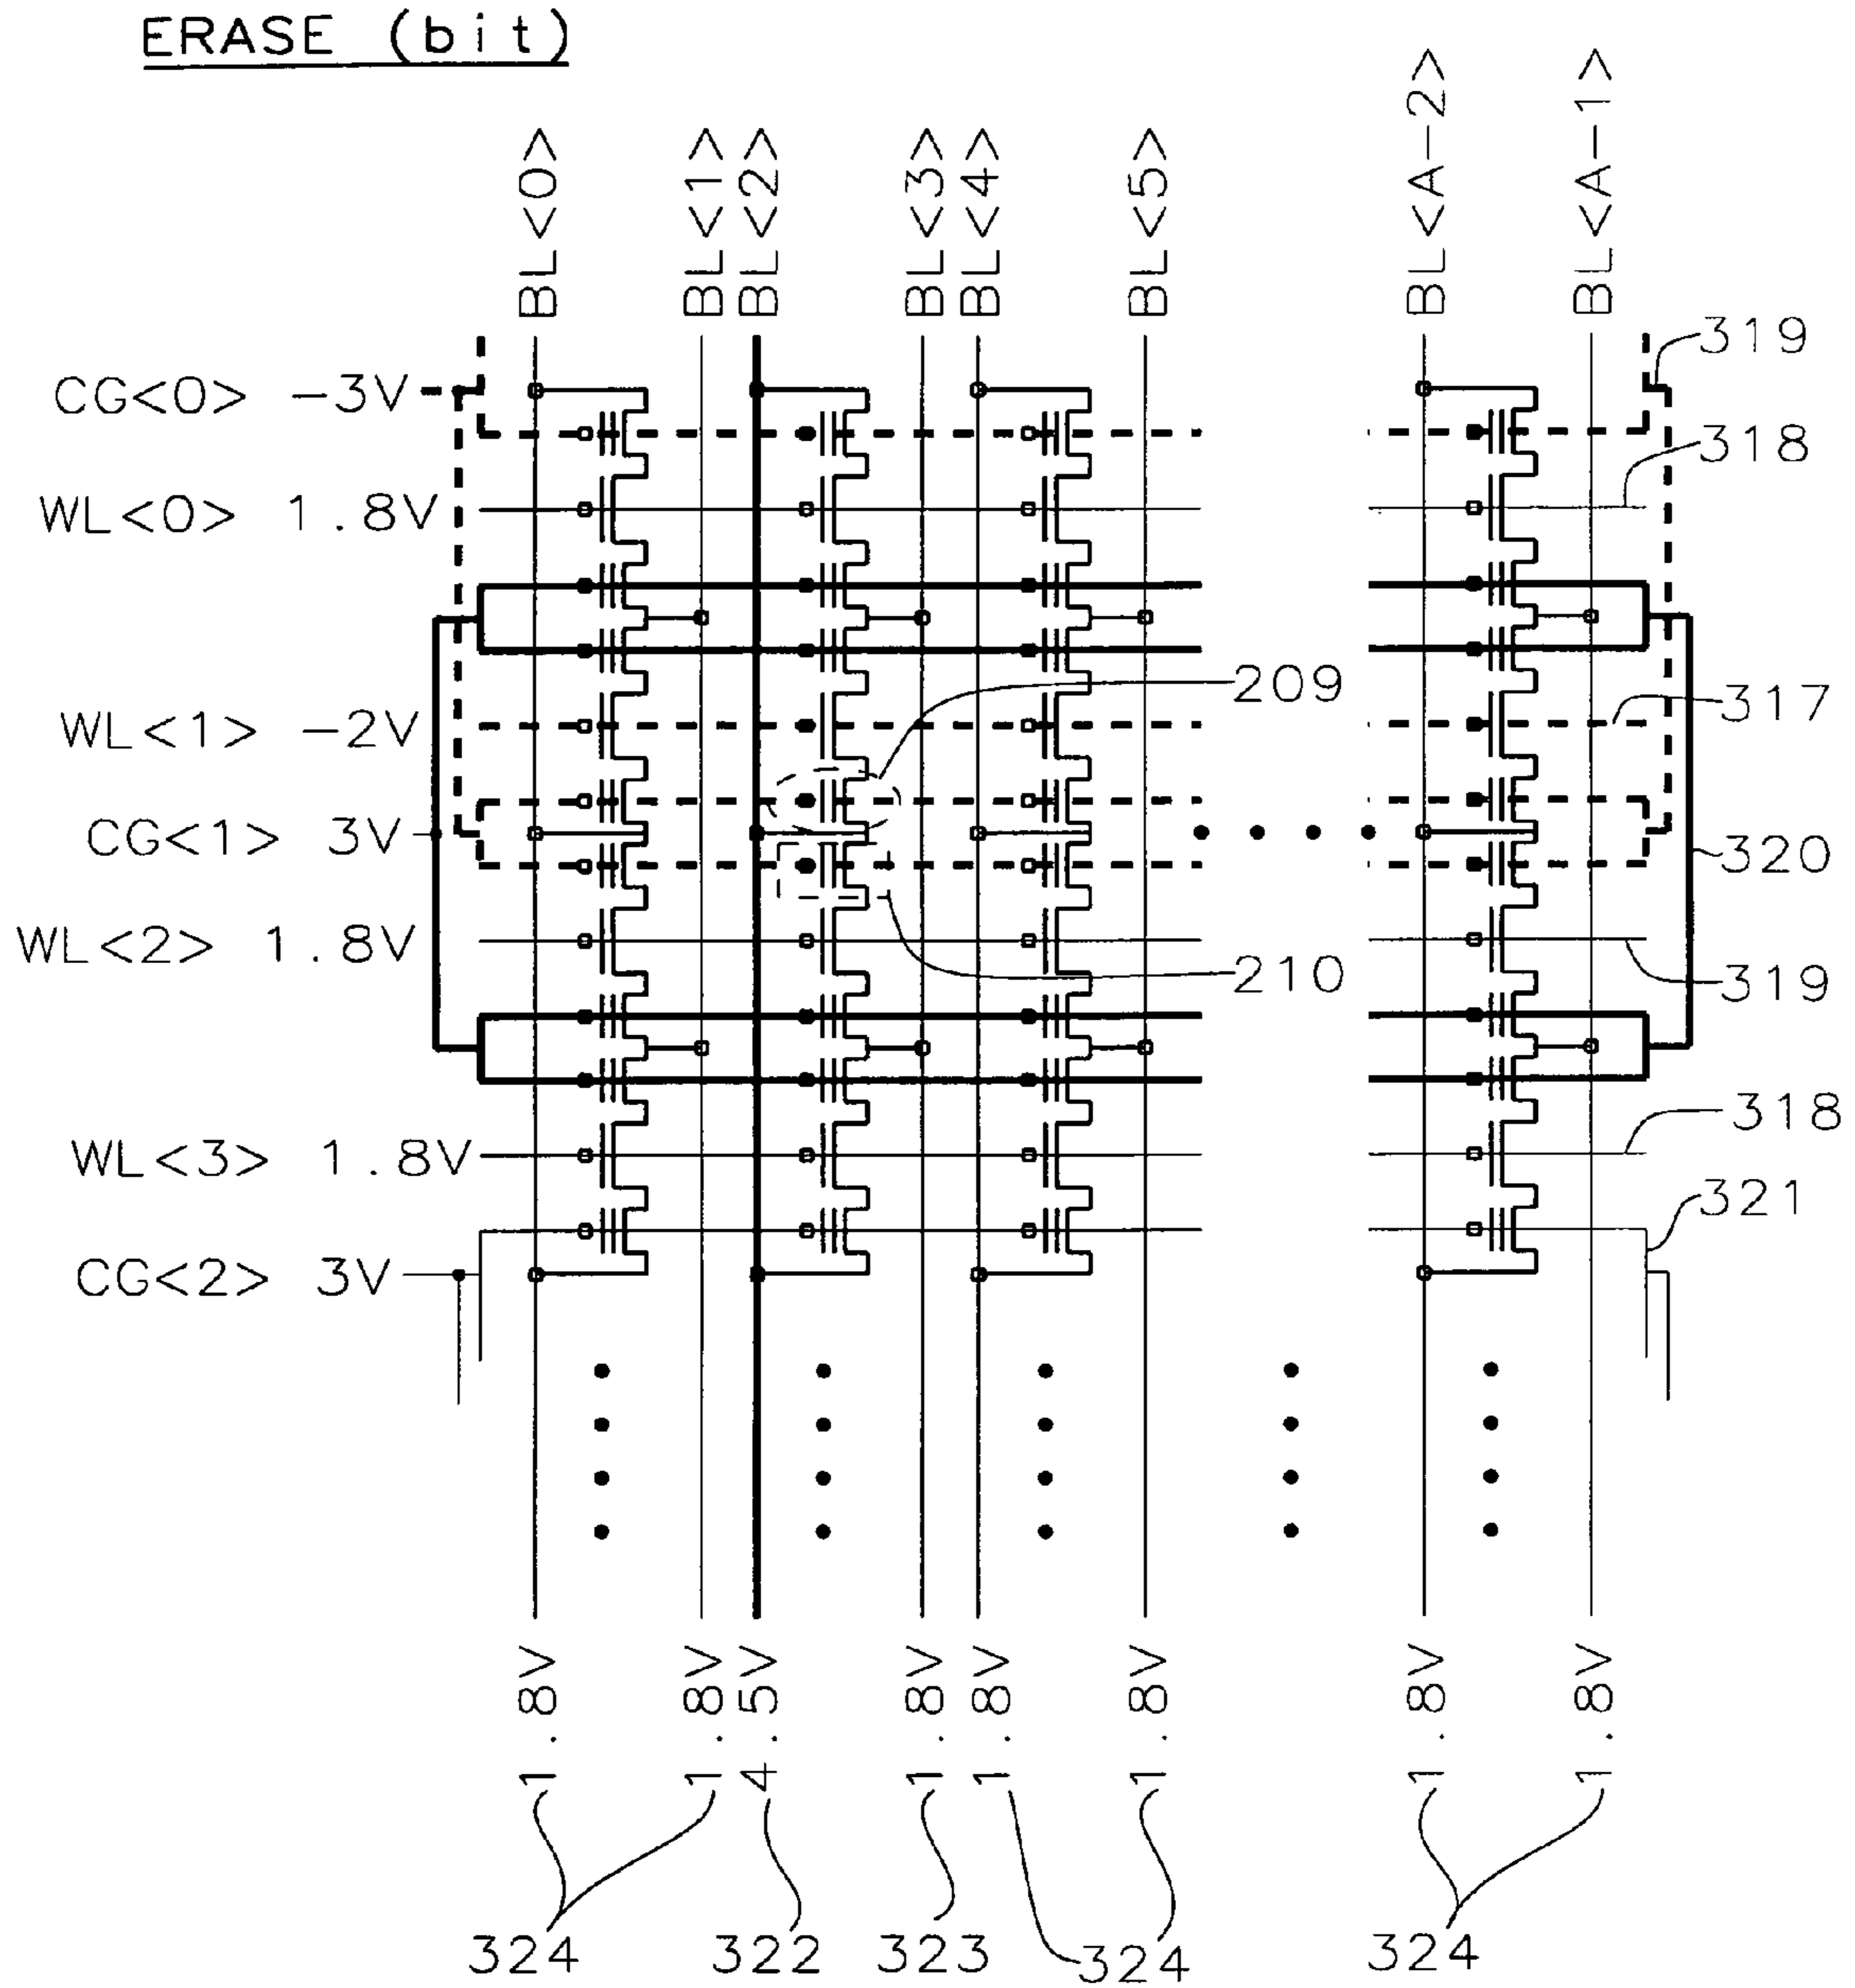 ERASE (bit)
BL<0>
BL<1>
BL<2>
BL<3>
BL<4>
BL<5>
BL<A-2>
BL<A-1>
CG<0> -3V
319
318
WL<0> 1.8V
209
317
WL<1> -2V
CG<1> 3V
320
WL<2> 1.8V
210
319
318
WL<3> 1.8V
321
CG<2> 3V
1.8V
1.8V
4.5V
1.8V
1.8V
1.8V
1.8V
1.8V
324
322
323
324
324